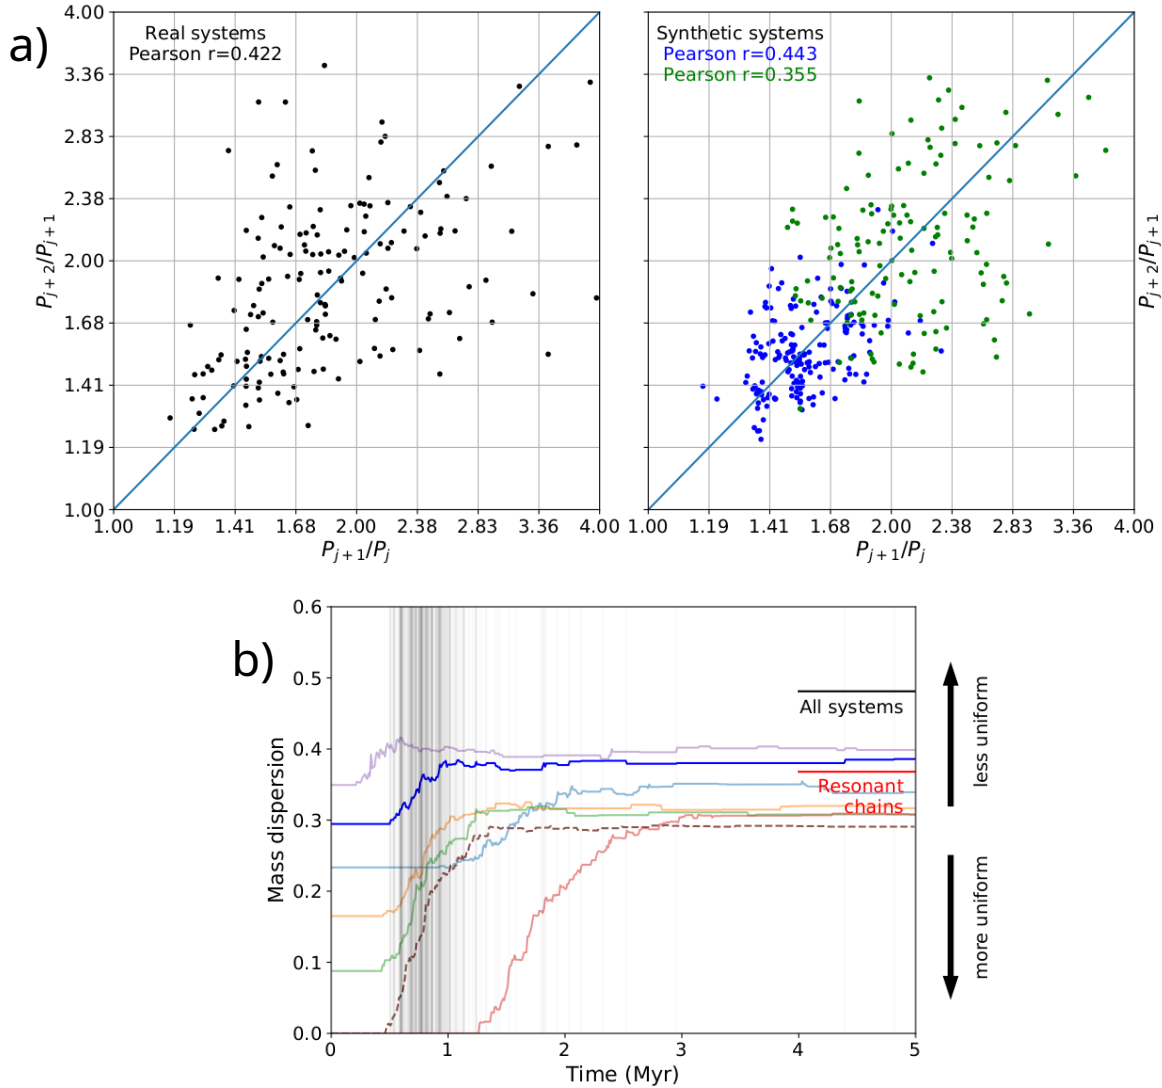 a)
Real systems
Pearson r=0.422
4.00
3.36
2.83
2.38
2.00
1.68
1.41
1.19
1.00
P_{j+2}/P_{j+1}
1.00 1.19 1.41 1.68 2.00 2.38 2.83 3.36 4.00
P_{j+1}/P_j
Synthetic systems
Pearson r=0.443
Pearson r=0.355
1.00 1.19 1.41 1.68 2.00 2.38 2.83 3.36 4.00
P_{j+1}/P_j
P_{j+2}/P_{j+1}
b)
0.6
0.5
0.4
0.3
0.2
0.1
0.0
Mass dispersion
All systems
Resonant
chains
0 1 2 3 4 5
Time (Myr)
less uniform
more uniform